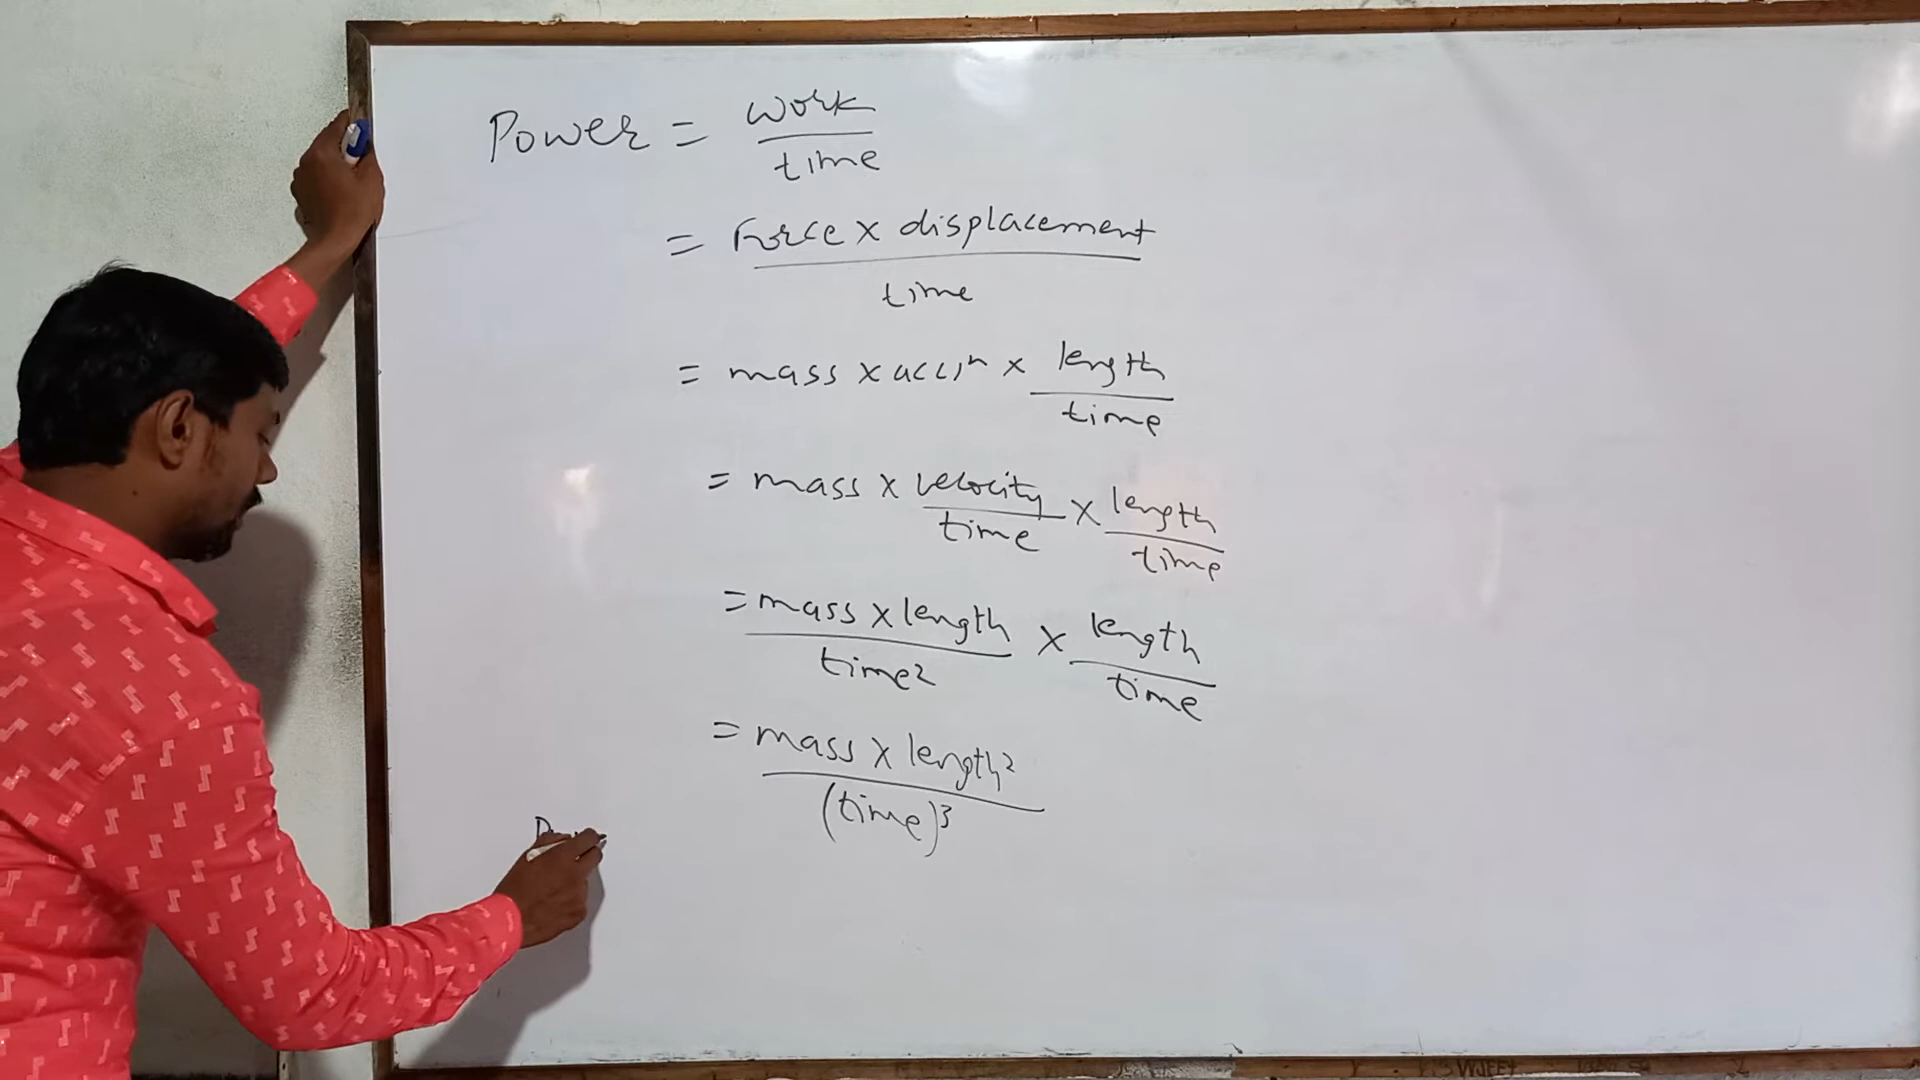 Power = work
time
= Force x displacement
time
= mass x accln x length
time
= mass x velocity x length
time time
= mass x length x length
time² time
= mass x length²
(time)³